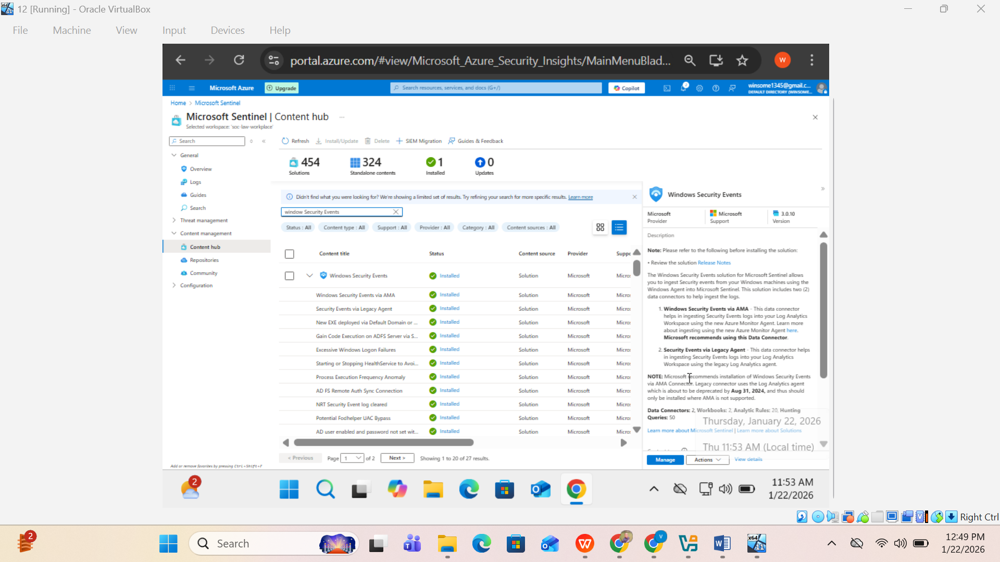 12 [Running] - Oracle VirtualBox
File Machine View Input Devices Help
portal.azure.com/#view/Microsoft_Azure_Security_Insights/MainMenuBlad...
W
Microsoft Azure
Upgrade
Search resources, services, and docs (G+/)
Copilot
2
winsome1345@gmail.c...
DEFAULT DIRECTORY (WINSOME...
Home > Microsoft Sentinel
Microsoft Sentinel | Content hub ...
Selected workspace: 'soc-law-workplace'
Search
General
Overview
Logs
Guides
Search
Threat management
Content management
Content hub
Repositories
Community
Configuration
Add or remove favorites by pressing Ctrl+Shift+F
Refresh Install/Update Delete SIEM Migration Guides & Feedback
454 Solutions
324 Standalone contents
1 Installed
0 Updates
Didn't find what you were looking for? We're showing a limited set of results. Try refining your search for more specific results. Learn more
window Security Events
Status : All Content type : All Support : All Provider : All Category : All Content sources : All
Content title Status Content source Provider Suppo
Windows Security Events Installed Solution Microsoft Micro
Windows Security Events via AMA Installed Solution Microsoft Micro
Security Events via Legacy Agent Installed Solution Microsoft Micro
New EXE deployed via Default Domain or ... Installed Solution Microsoft Micro
Gain Code Execution on ADFS Server via S... Installed Solution Microsoft Micro
Excessive Windows Logon Failures Installed Solution Microsoft Micro
Starting or Stopping HealthService to Avoi... Installed Solution Microsoft Micro
Process Execution Frequency Anomaly Installed Solution Microsoft Micro
AD FS Remote Auth Sync Connection Installed Solution Microsoft Micro
NRT Security Event log cleared Installed Solution Microsoft Micro
Potential Fodhelper UAC Bypass Installed Solution Microsoft Micro
AD user enabled and password not set wit... Installed Solution Microsoft Micro
< Previous Page 1 of 2 Next > Showing 1 to 20 of 27 results.
Windows Security Events
Microsoft Provider
Microsoft Support
3.0.10 Version
Description
Note: Please refer to the following before installing the solution:
• Review the solution Release Notes
The Windows Security Events solution for Microsoft Sentinel allows
you to ingest Security events from your Windows machines using the
Windows Agent into Microsoft Sentinel. This solution includes two (2)
data connectors to help ingest the logs.
1. Windows Security Events via AMA - This data connector
helps in ingesting Security Events logs into your Log Analytics
Workspace using the new Azure Monitor Agent. Learn more
about ingesting using the new Azure Monitor Agent here.
Microsoft recommends using this Data Connector.
2. Security Events via Legacy Agent - This data connector helps
in ingesting Security Events logs into your Log Analytics
Workspace using the legacy Log Analytics agent.
NOTE: Microsoft recommends installation of Windows Security Events
via AMA Connector. Legacy connector uses the Log Analytics agent
which is about to be deprecated by Aug 31, 2024, and thus should
only be installed where AMA is not supported.
Data Connectors: 2, Workbooks: 2, Analytic Rules: 20, Hunting
Queries: 50
Learn more about Microsoft Sentinel | Learn more about Solutions
Thursday, January 22, 2026
Thu 11:53 AM (Local time)
Manage Actions View details
2
11:53 AM
1/22/2026
Right Ctrl
2
Search
V
x64
11
12:49 PM
1/22/2026